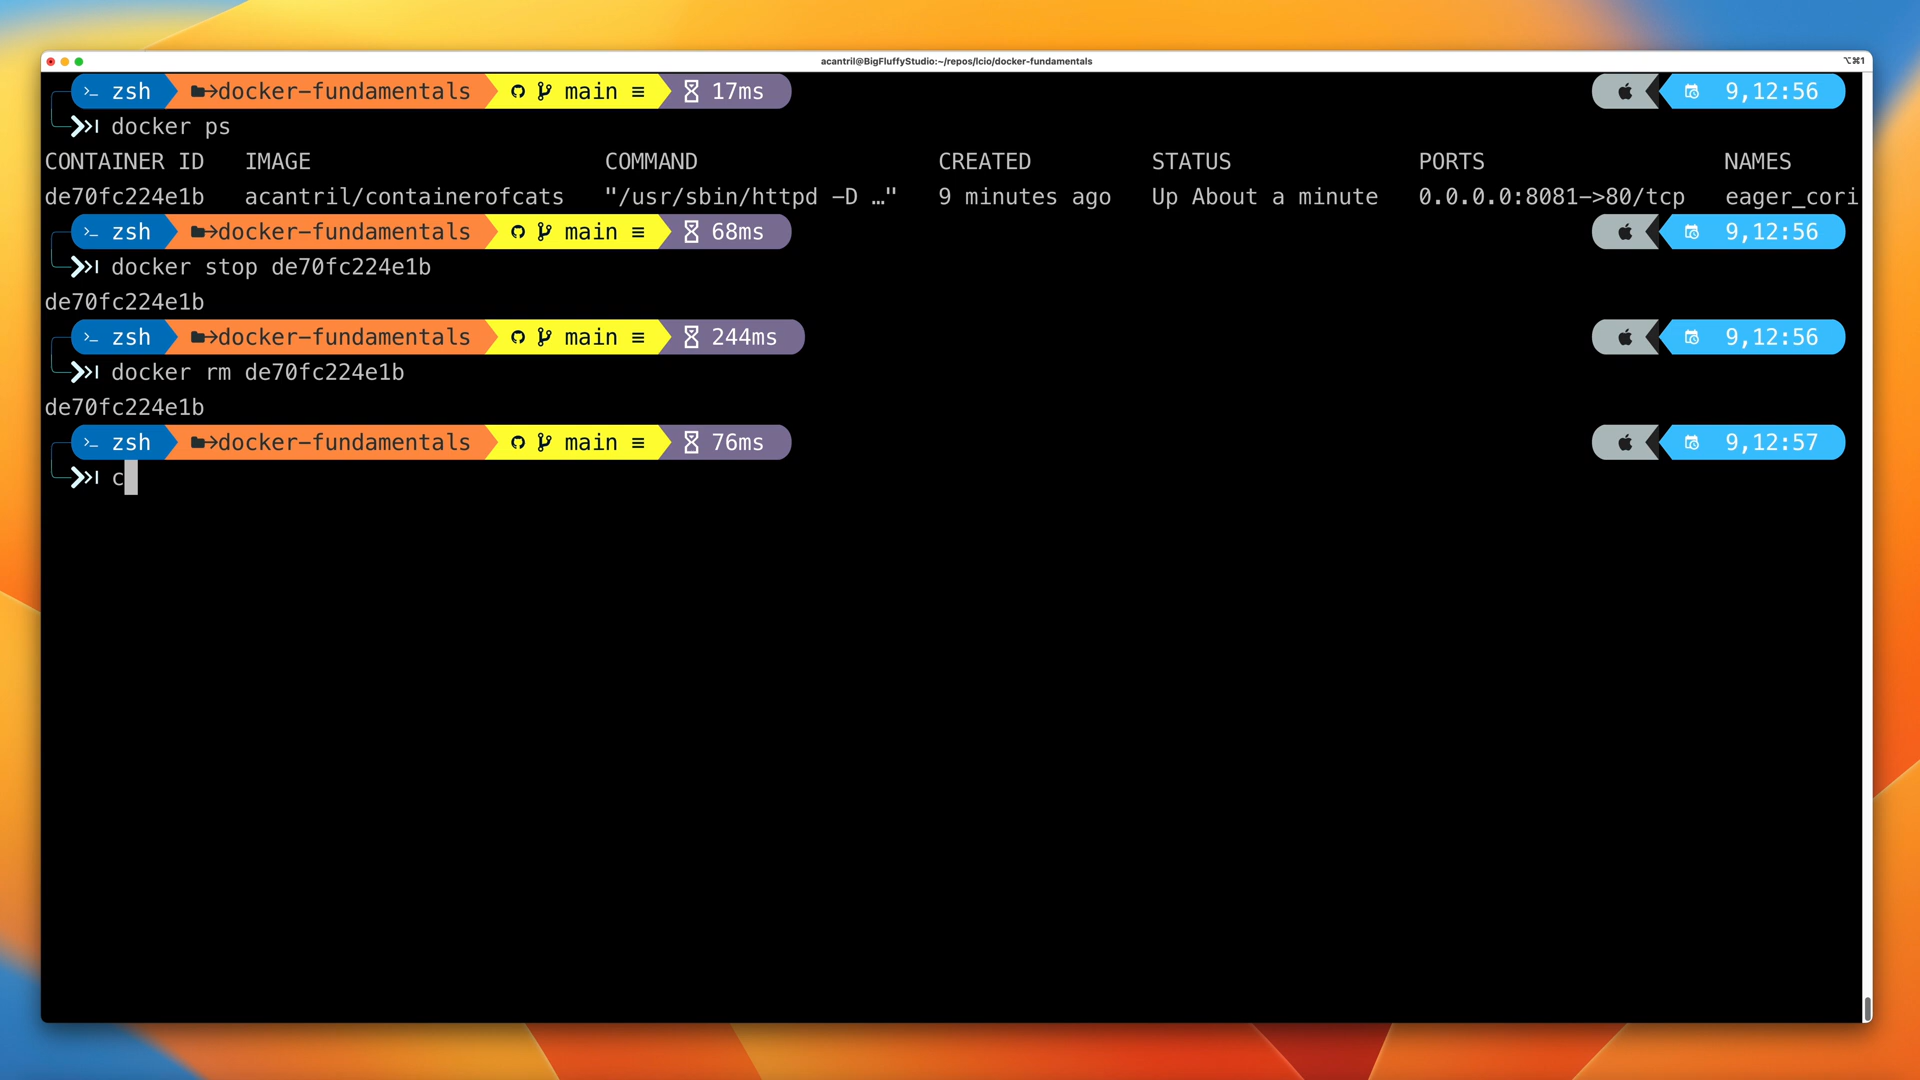 acantril@BigFluffyStudio:~/repos/lcio/docker-fundamentals ⌥⌘1
>_ zsh docker-fundamentals main ≡ 17ms 9,12:56
docker ps
CONTAINER ID IMAGE COMMAND CREATED STATUS PORTS NAMES
de70fc224e1b acantril/containerofcats "/usr/sbin/httpd -D …" 9 minutes ago Up About a minute 0.0.0.0:8081->80/tcp eager_cori
>_ zsh docker-fundamentals main ≡ 68ms 9,12:56
docker stop de70fc224e1b
de70fc224e1b
>_ zsh docker-fundamentals main ≡ 244ms 9,12:56
docker rm de70fc224e1b
de70fc224e1b
>_ zsh docker-fundamentals main ≡ 76ms 9,12:57
c